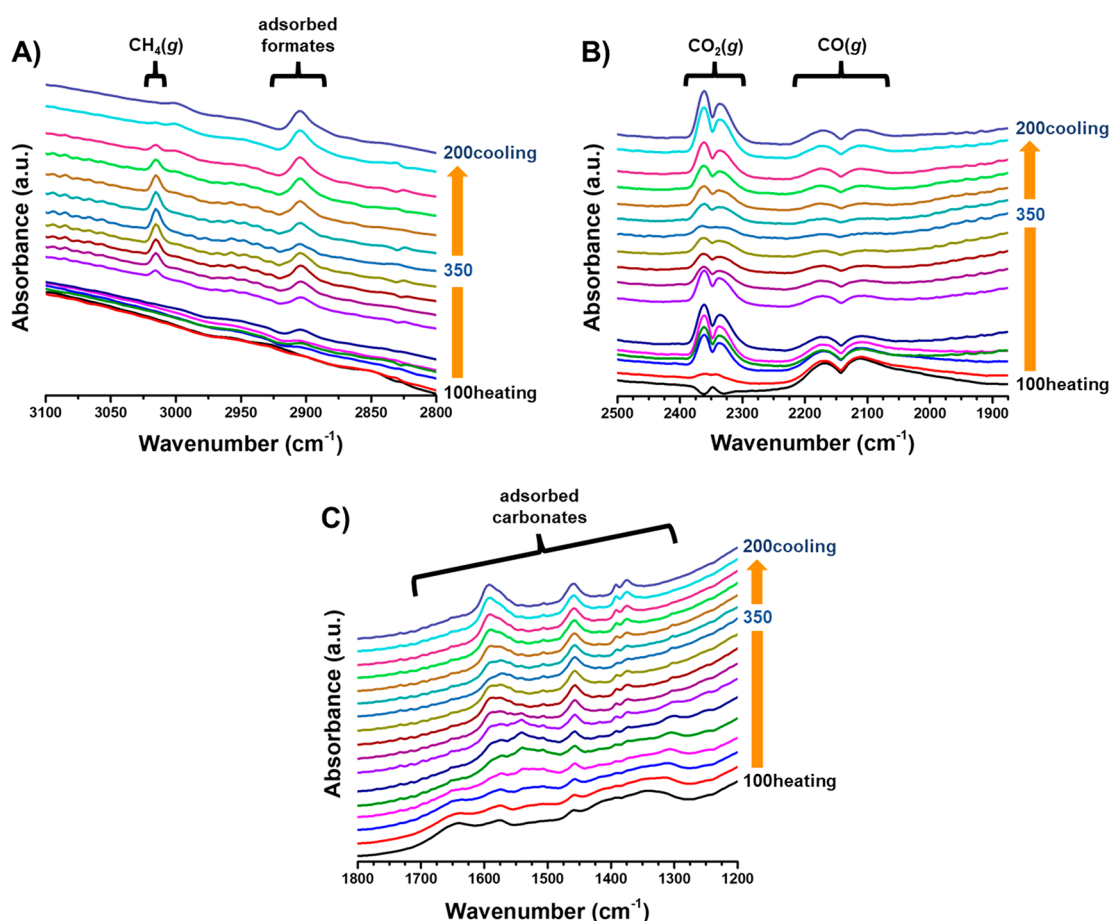 A)
CH4(g)
adsorbed
formates
Absorbance (a.u.)
200cooling
350
100heating
3100 3050 3000 2950 2900 2850 2800
Wavenumber (cm-1)
B)
CO2(g)
CO(g)
Absorbance (a.u.)
200cooling
350
100heating
2500 2400 2300 2200 2100 2000 1900
Wavenumber (cm-1)
C)
adsorbed
carbonates
Absorbance (a.u.)
200cooling
350
100heating
1800 1700 1600 1500 1400 1300 1200
Wavenumber (cm-1)